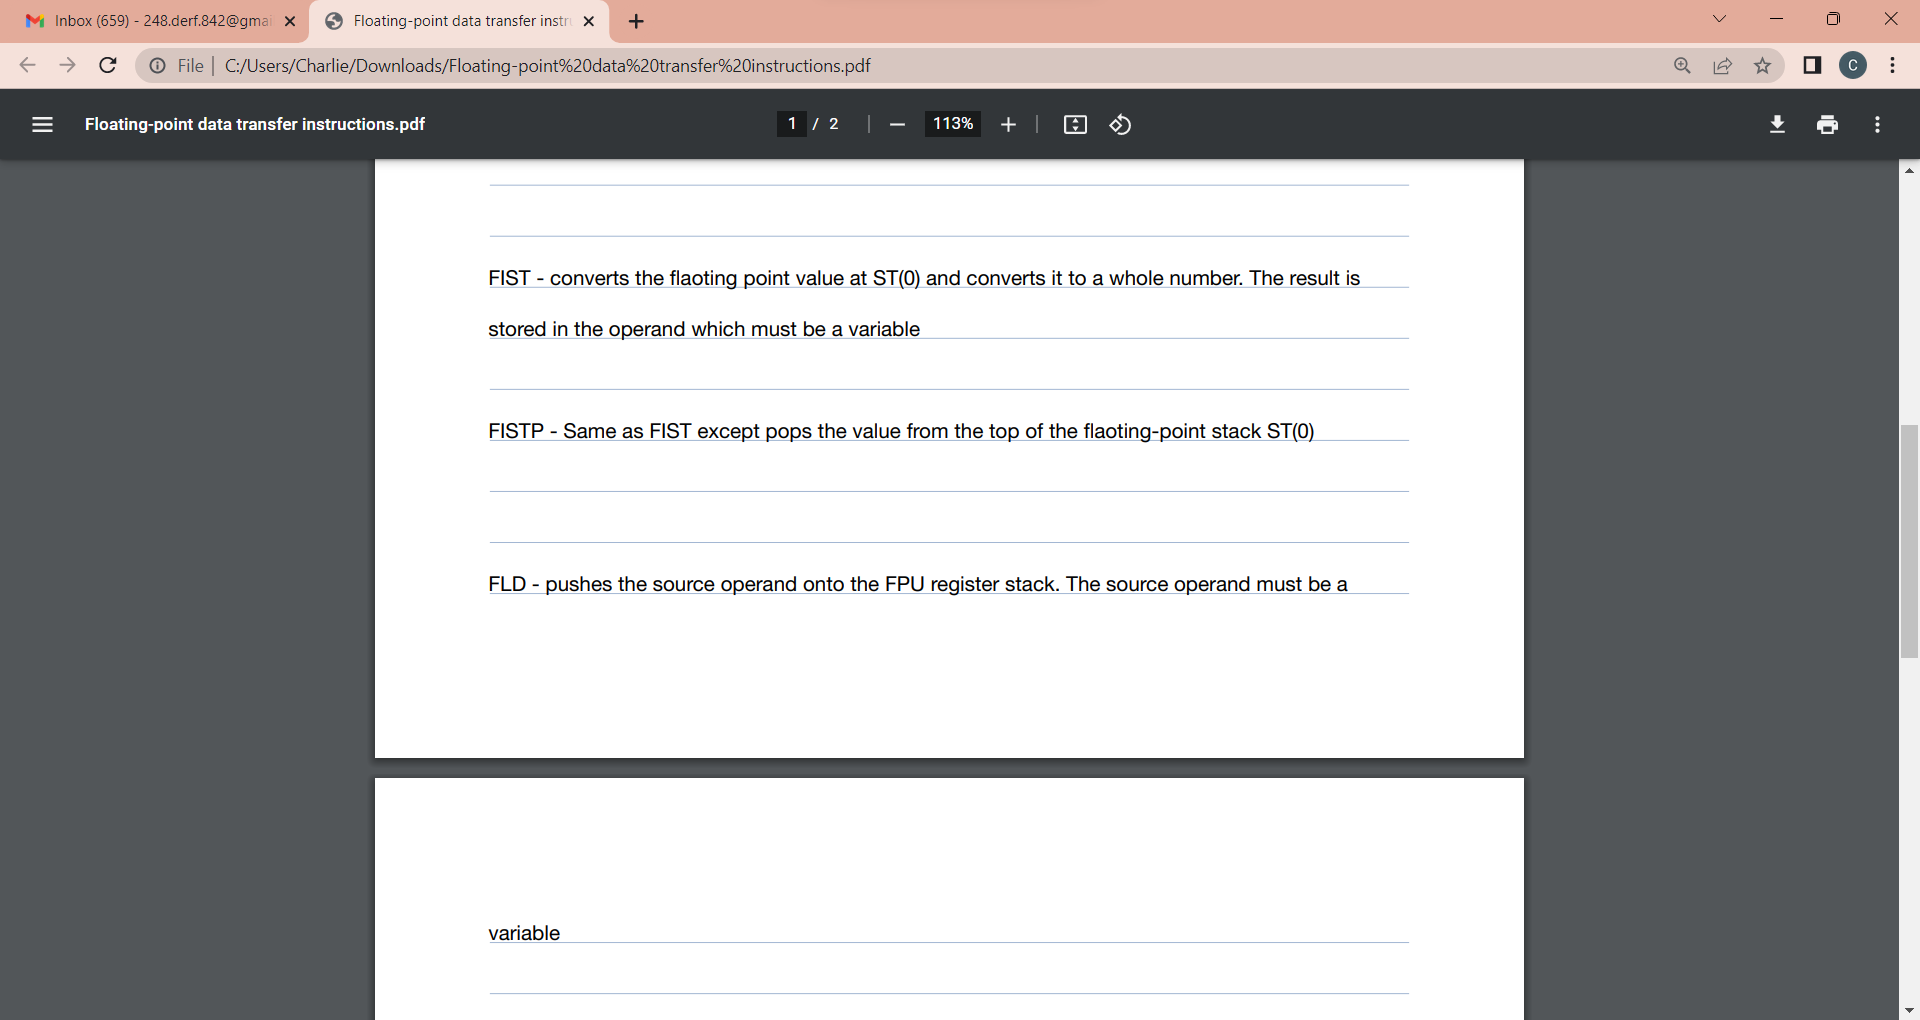 Inbox (659) - 248.derf.842@gmai
Floating-point data transfer instr
File
C:/Users/Charlie/Downloads/Floating-point%20data%20transfer%20instructions.pdf
C
Floating-point data transfer instructions.pdf
1 / 2
113%
FIST - converts the flaoting point value at ST(0) and converts it to a whole number. The result is
stored in the operand which must be a variable
FISTP - Same as FIST except pops the value from the top of the flaoting-point stack ST(0)
FLD - pushes the source operand onto the FPU register stack. The source operand must be a
variable